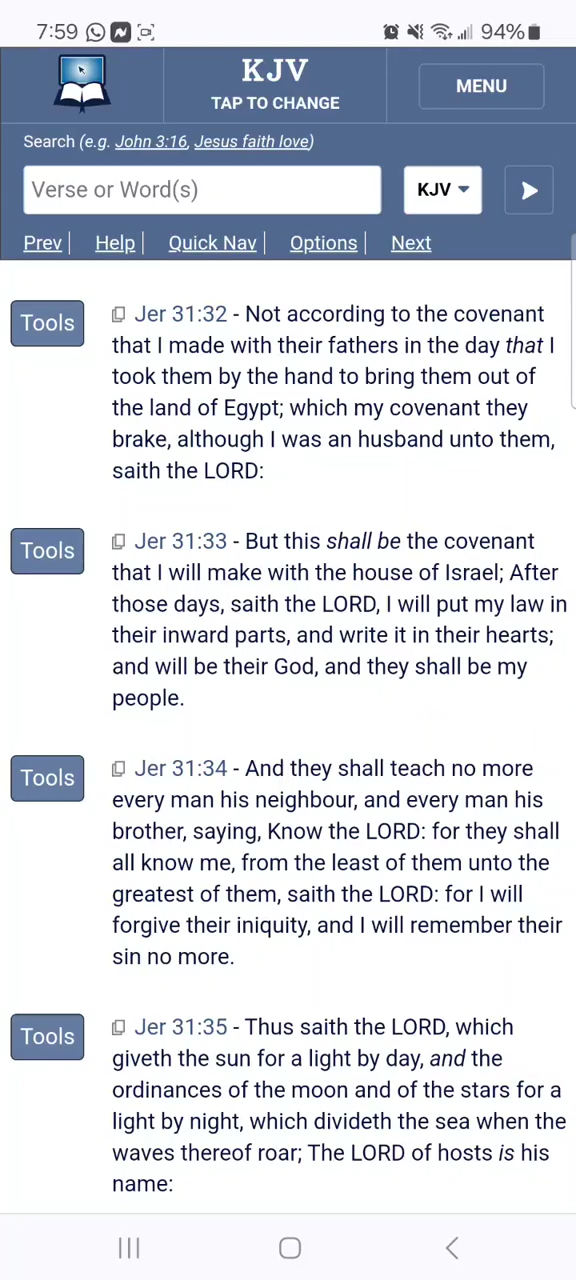 7:59 94%
KJV
TAP TO CHANGE
MENU
Search (e.g. John 3:16, Jesus faith love)
Verse or Word(s)
KJV
Prev| Help| Quick Nav| Options| Next
Tools
Jer 31:32 - Not according to the covenant
that I made with their fathers in the day that I
took them by the hand to bring them out of
the land of Egypt; which my covenant they
brake, although I was an husband unto them,
saith the LORD:
Tools
Jer 31:33 - But this shall be the covenant
that I will make with the house of Israel; After
those days, saith the LORD, I will put my law in
their inward parts, and write it in their hearts;
and will be their God, and they shall be my
people.
Tools
Jer 31:34 - And they shall teach no more
every man his neighbour, and every man his
brother, saying, Know the LORD: for they shall
all know me, from the least of them unto the
greatest of them, saith the LORD: for I will
forgive their iniquity, and I will remember their
sin no more.
Tools
Jer 31:35 - Thus saith the LORD, which
giveth the sun for a light by day, and the
ordinances of the moon and of the stars for a
light by night, which divideth the sea when the
waves thereof roar; The LORD of hosts is his
name: